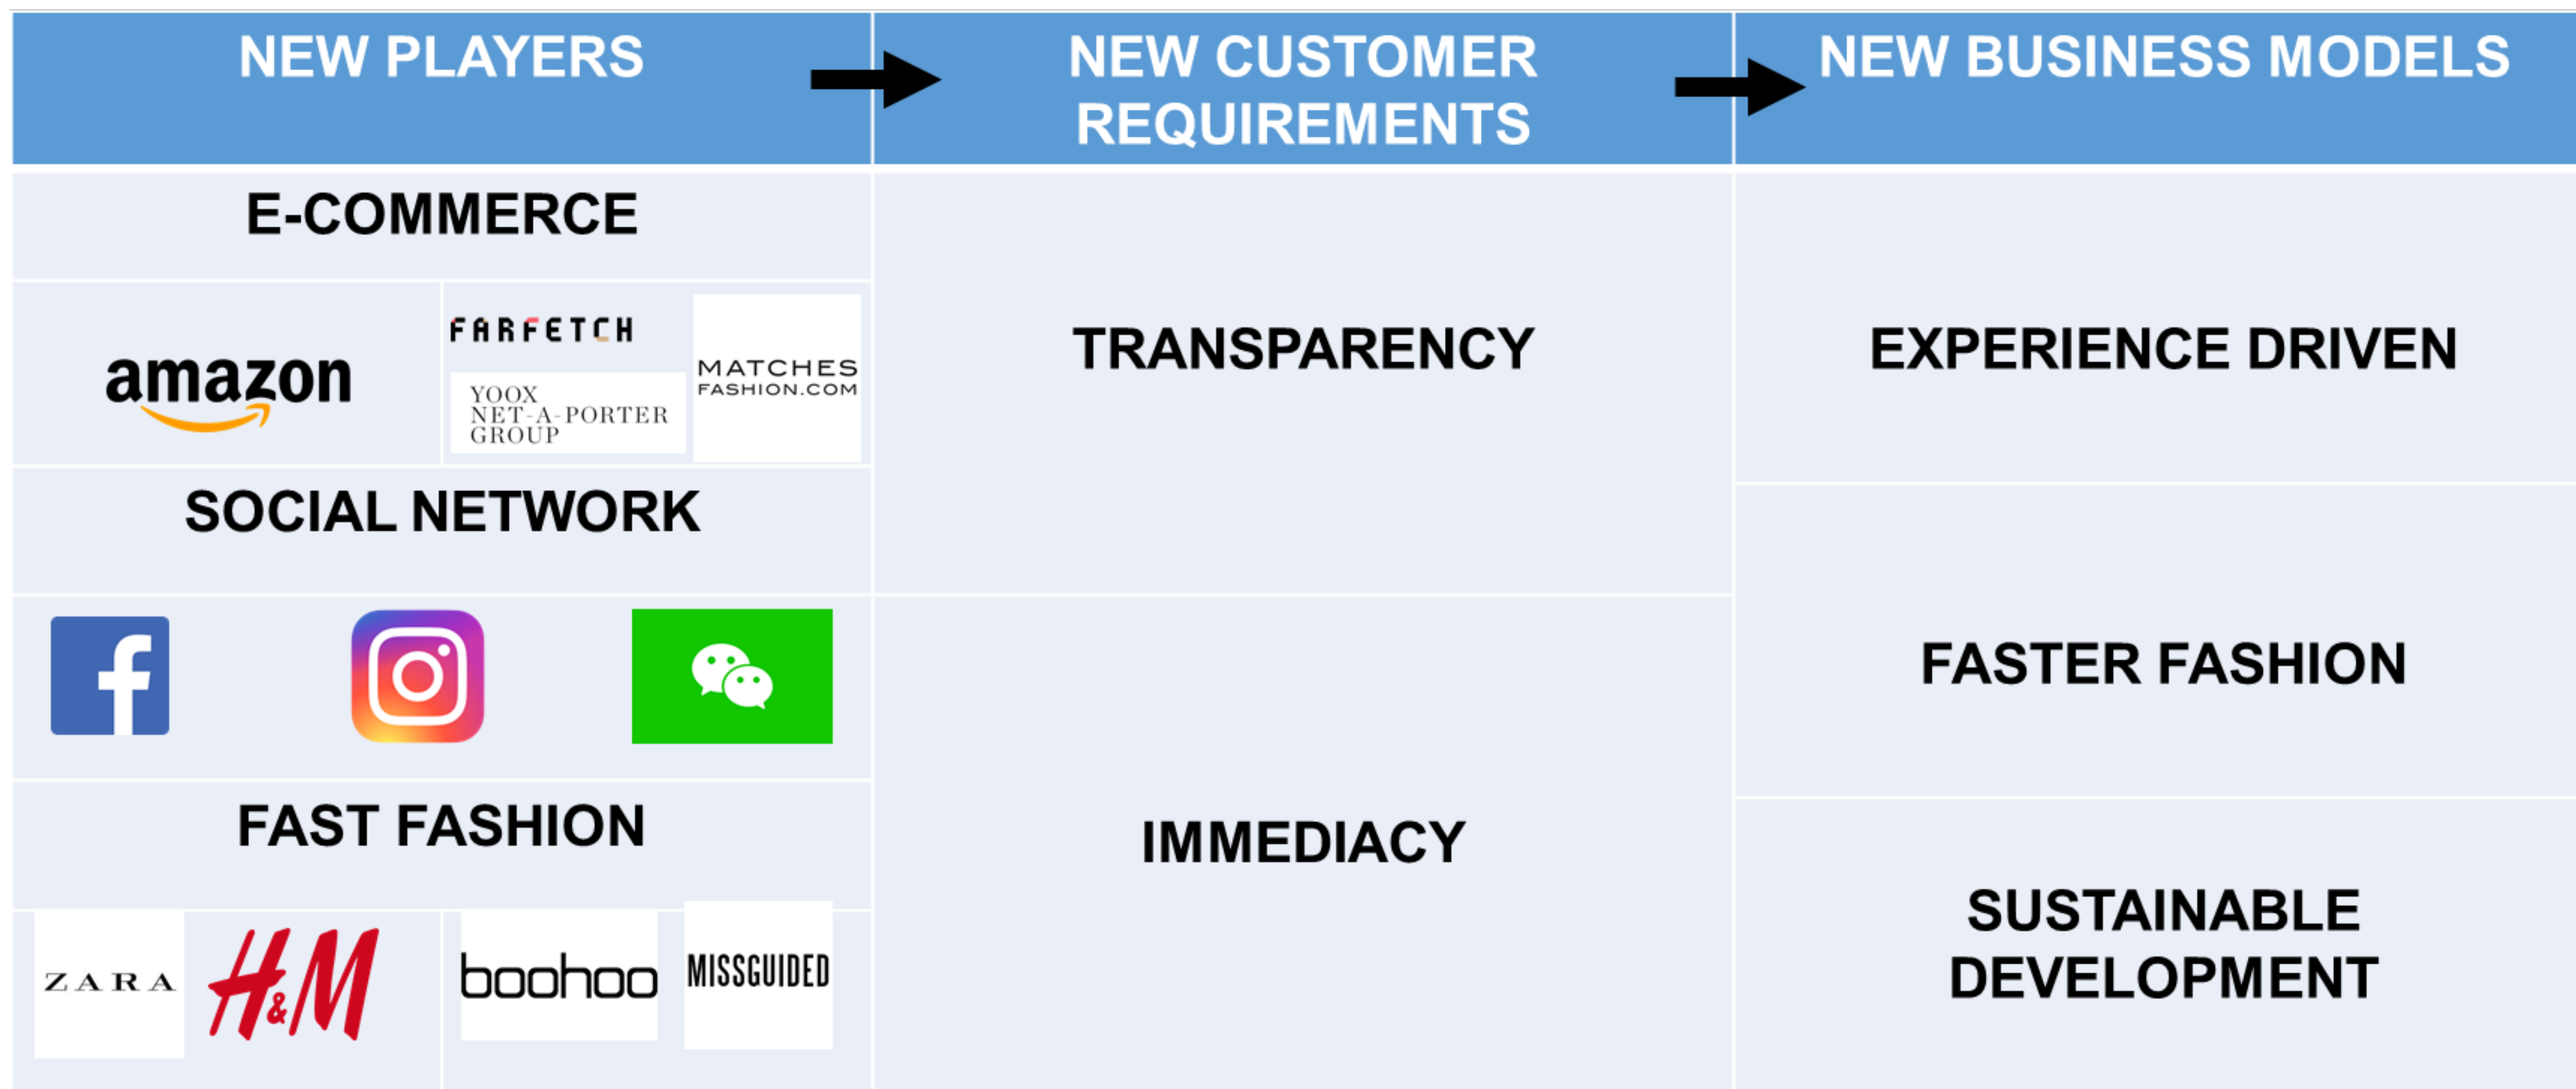 NEW PLAYERS
NEW CUSTOMER
REQUIREMENTS
NEW BUSINESS MODELS
E-COMMERCE
amazon
FARFETCH
YOOX
NET-A-PORTER
GROUP
MATCHES
FASHION.COM
SOCIAL NETWORK
f
FAST FASHION
ZARA
H&M
boohoo
MISSGUIDED
TRANSPARENCY
IMMEDIACY
EXPERIENCE DRIVEN
FASTER FASHION
SUSTAINABLE
DEVELOPMENT